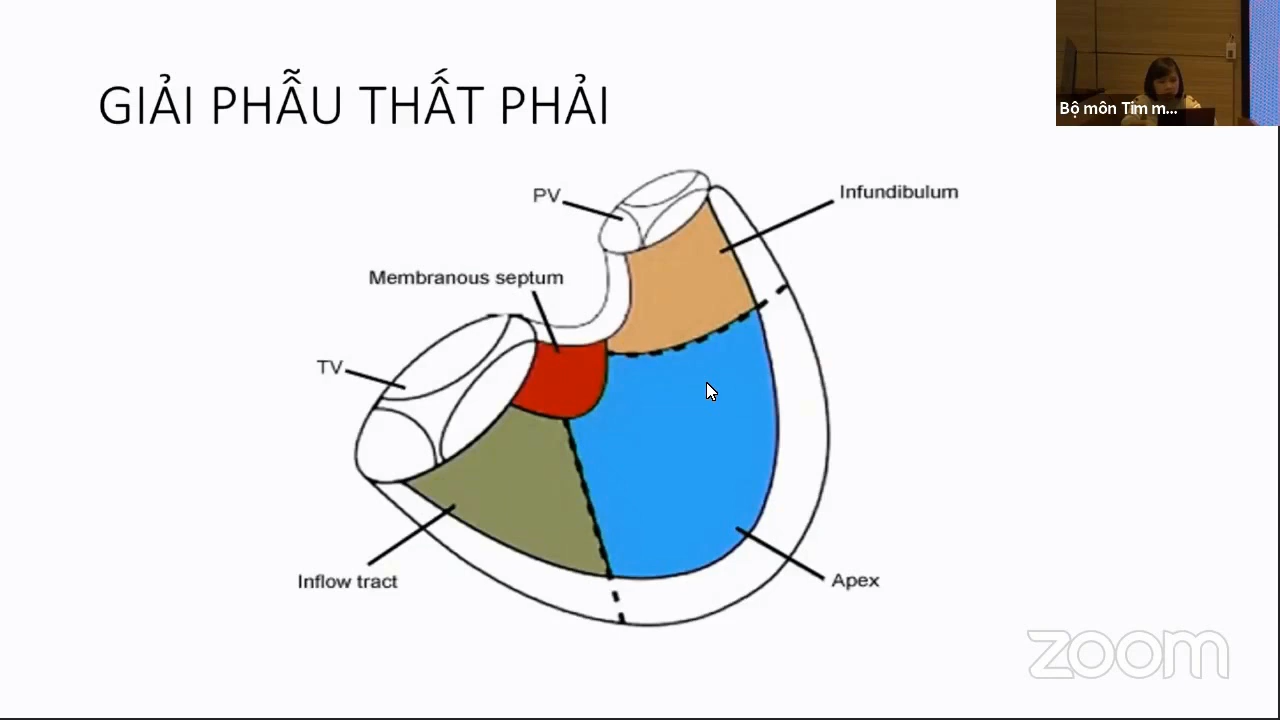 GIẢI PHẪU THẤT PHẢI
Bộ môn Tim m...
PV
Infundibulum
Membranous septum
TV
Inflow tract
Apex
zoom